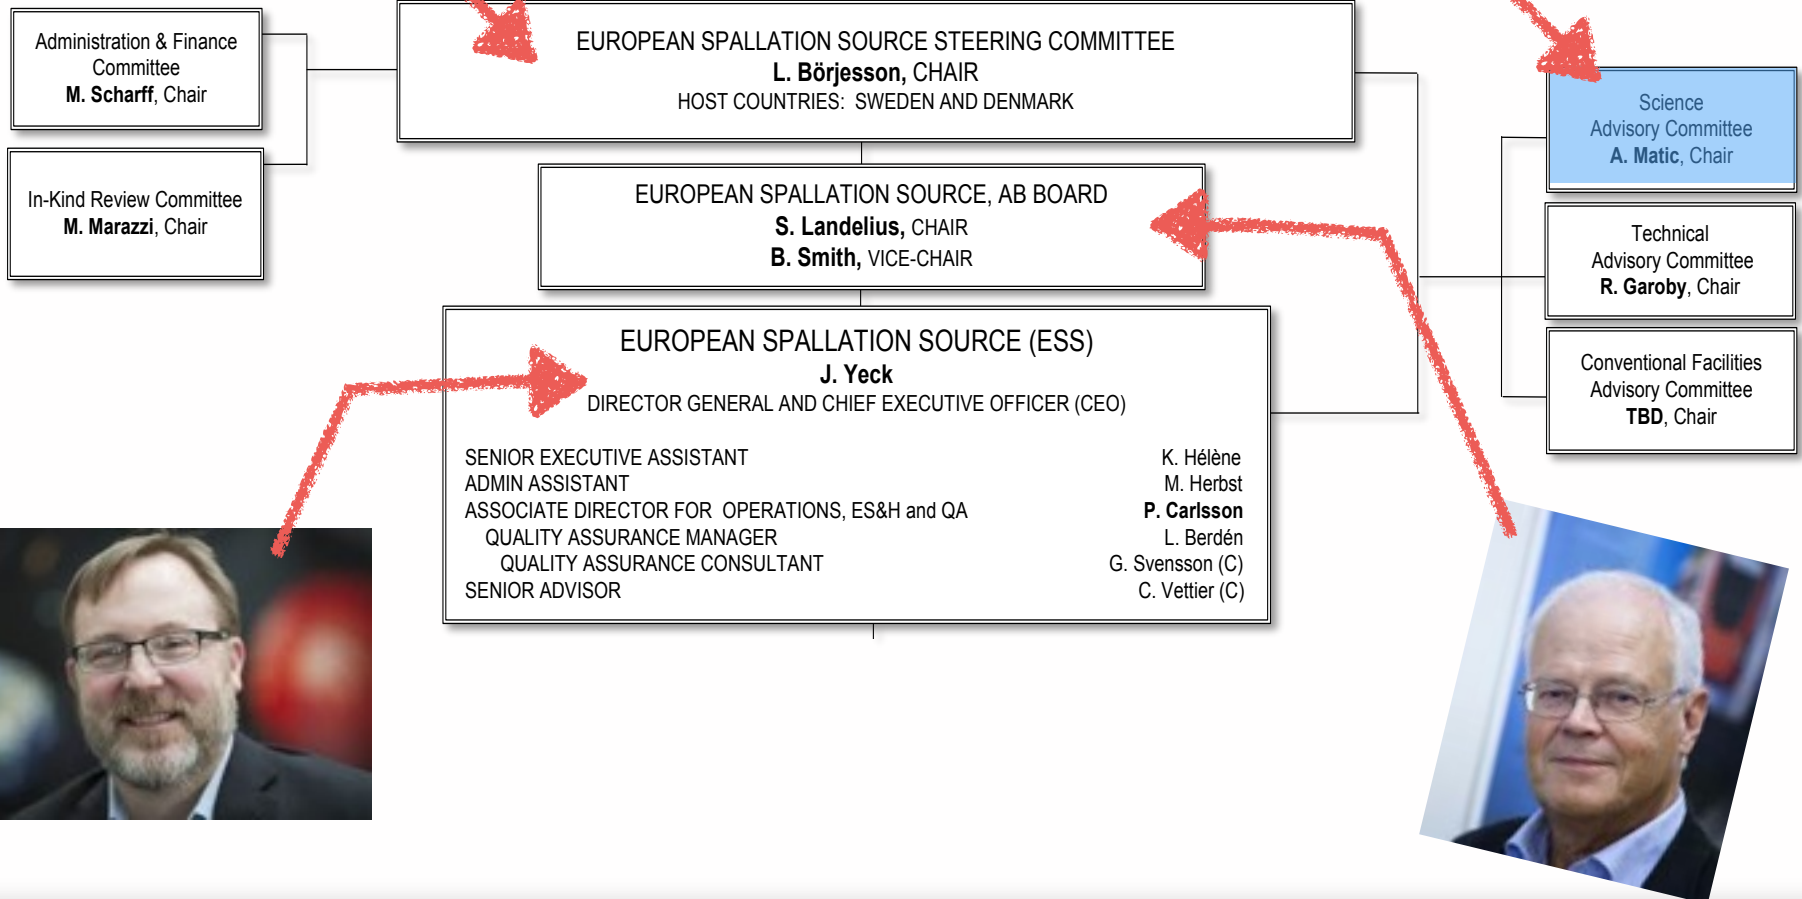 Administration & Finance
Committee
M. Scharff, Chair
In-Kind Review Committee
M. Marazzi, Chair
EUROPEAN SPALLATION SOURCE STEERING COMMITTEE
L. Börjesson, CHAIR
HOST COUNTRIES: SWEDEN AND DENMARK
EUROPEAN SPALLATION SOURCE, AB BOARD
S. Landelius, CHAIR
B. Smith, VICE-CHAIR
EUROPEAN SPALLATION SOURCE (ESS)
J. Yeck
DIRECTOR GENERAL AND CHIEF EXECUTIVE OFFICER (CEO)
SENIOR EXECUTIVE ASSISTANT K. Hélène
ADMIN ASSISTANT M. Herbst
ASSOCIATE DIRECTOR FOR OPERATIONS, ES&H and QA P. Carlsson
QUALITY ASSURANCE MANAGER L. Berdén
QUALITY ASSURANCE CONSULTANT G. Svensson (C)
SENIOR ADVISOR C. Vettier (C)
Science
Advisory Committee
A. Matic, Chair
Technical
Advisory Committee
R. Garoby, Chair
Conventional Facilities
Advisory Committee
TBD, Chair